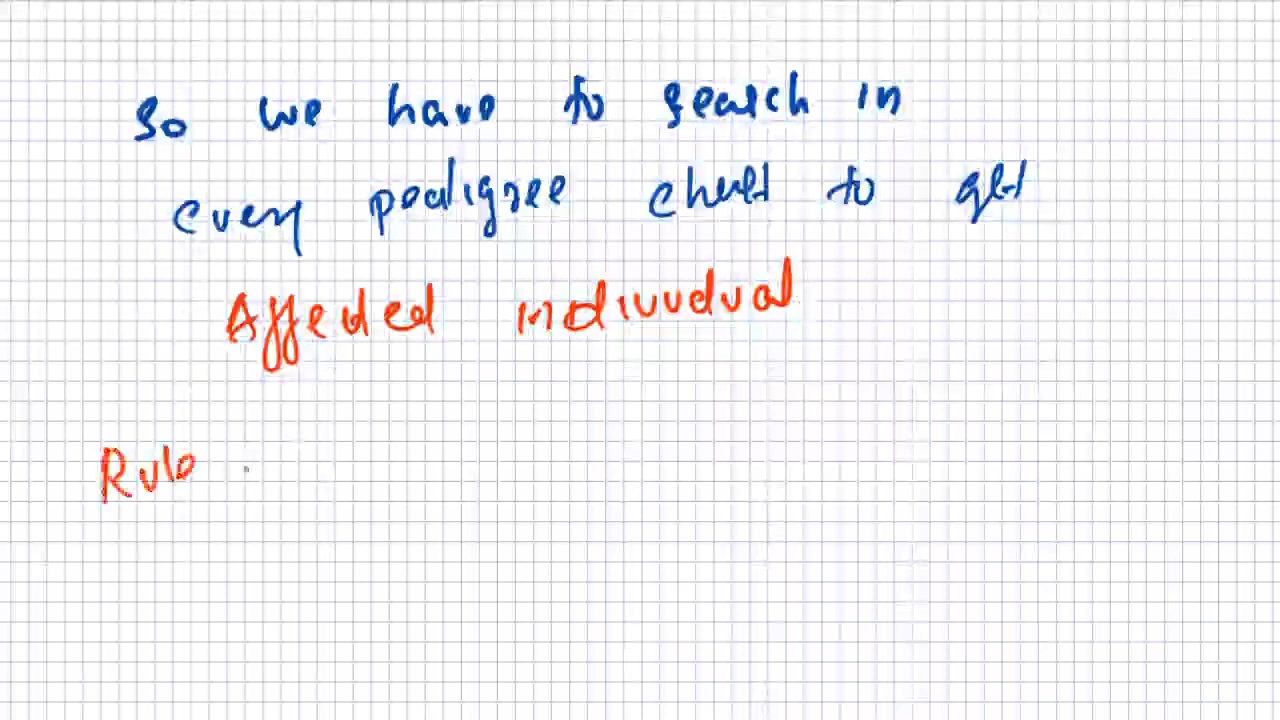 So we have to search in
every pedigree chart to get
Affected individual
Rule